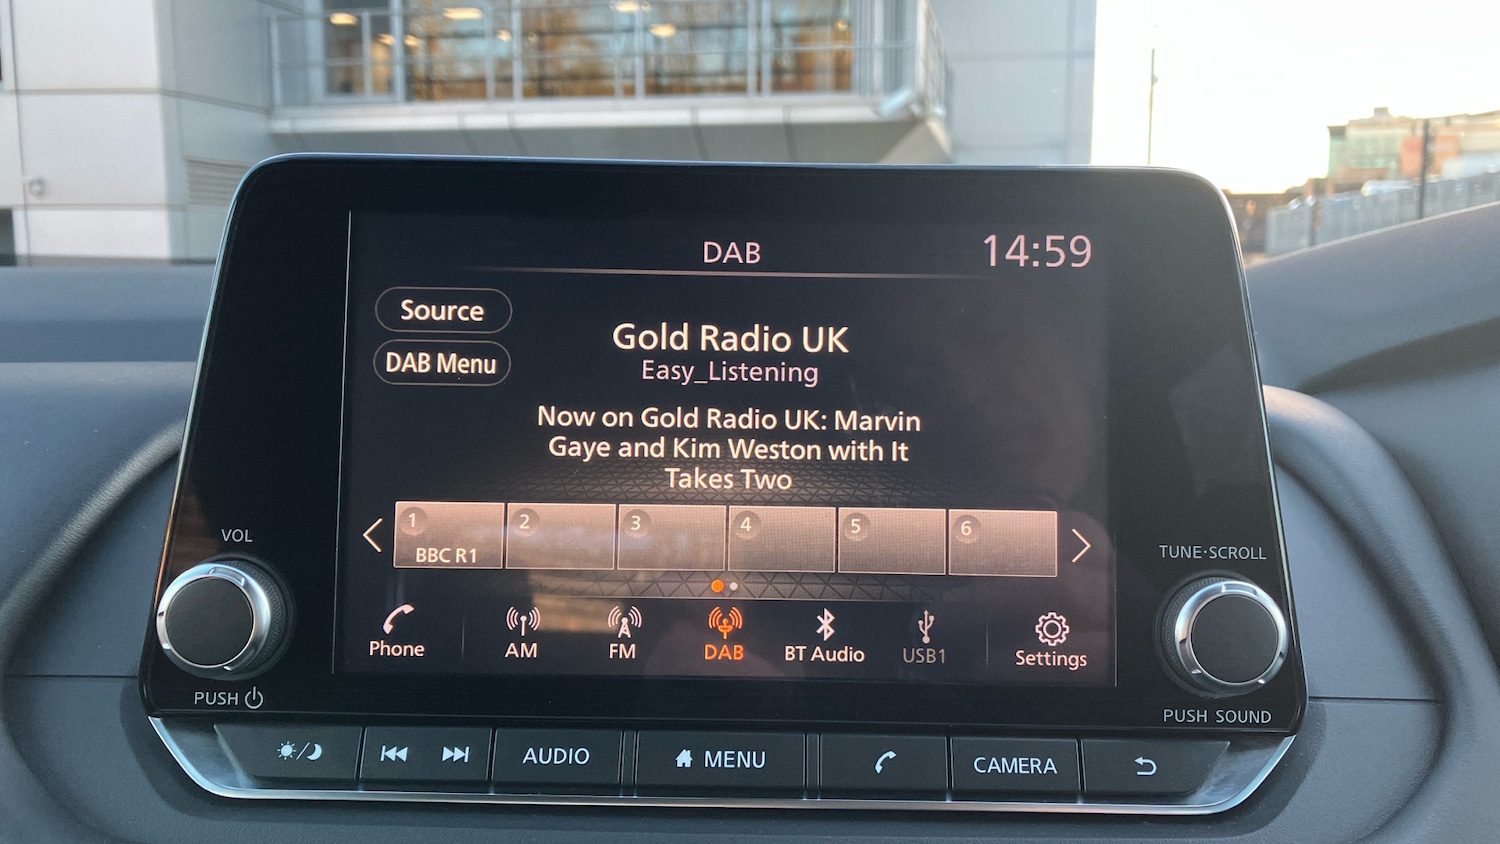 DAB
14:59
Source
DAB Menu
Gold Radio UK
Easy_Listening
Now on Gold Radio UK: Marvin
Gaye and Kim Weston with It
Takes Two
1 2 3 4 5 6
BBC R1
VOL
TUNE·SCROLL
Phone AM FM DAB BT Audio USB1 Settings
PUSH
PUSH SOUND
AUDIO MENU CAMERA